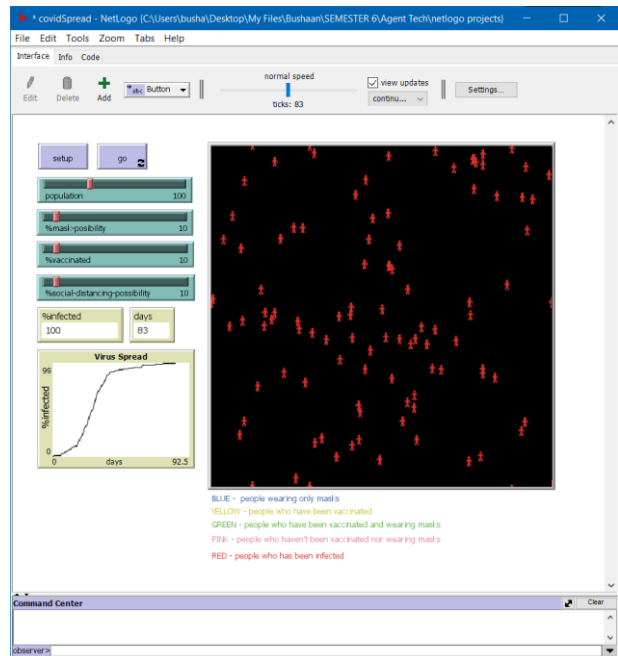 * covidSpread - NetLogo {C:\Users\busha\Desktop\My Files\Bushaan\SEMESTER 6\Agent Tech\netlogo projects}
File Edit Tools Zoom Tabs Help
Interface Info Code
Edit Delete Add abc Button normal speed ticks: 83 view updates continu... Settings...
setup go
population 100
%mask-posibility 10
%vaccinated 10
%social-distancing-possibility 10
%infected 100 days 83
Virus Spread
99
%infected
0
0 days 92.5
BLUE - people wearing only masks
YELLOW - people who have been vaccinated
GREEN - people who have been vaccinated and wearing masks
PINK - people who haven't been vaccinated nor wearing masks
RED - people who has been infected
Command Center Clear
observer>